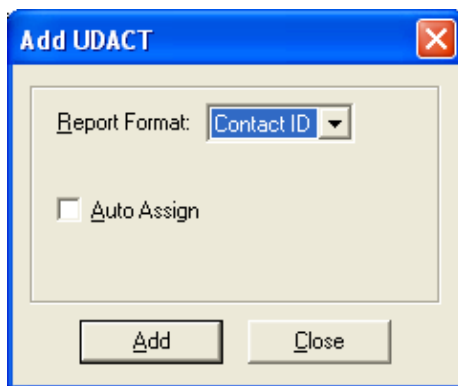 Add UDACT
Report Format: Contact ID
Auto Assign
Add Close